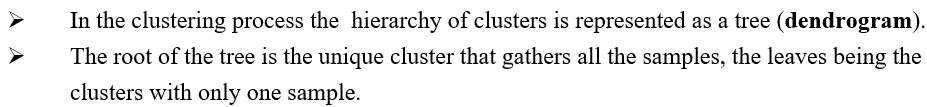 ➢ In the clustering process the hierarchy of clusters is represented as a tree (dendrogram).
➢ The root of the tree is the unique cluster that gathers all the samples, the leaves being the
clusters with only one sample.